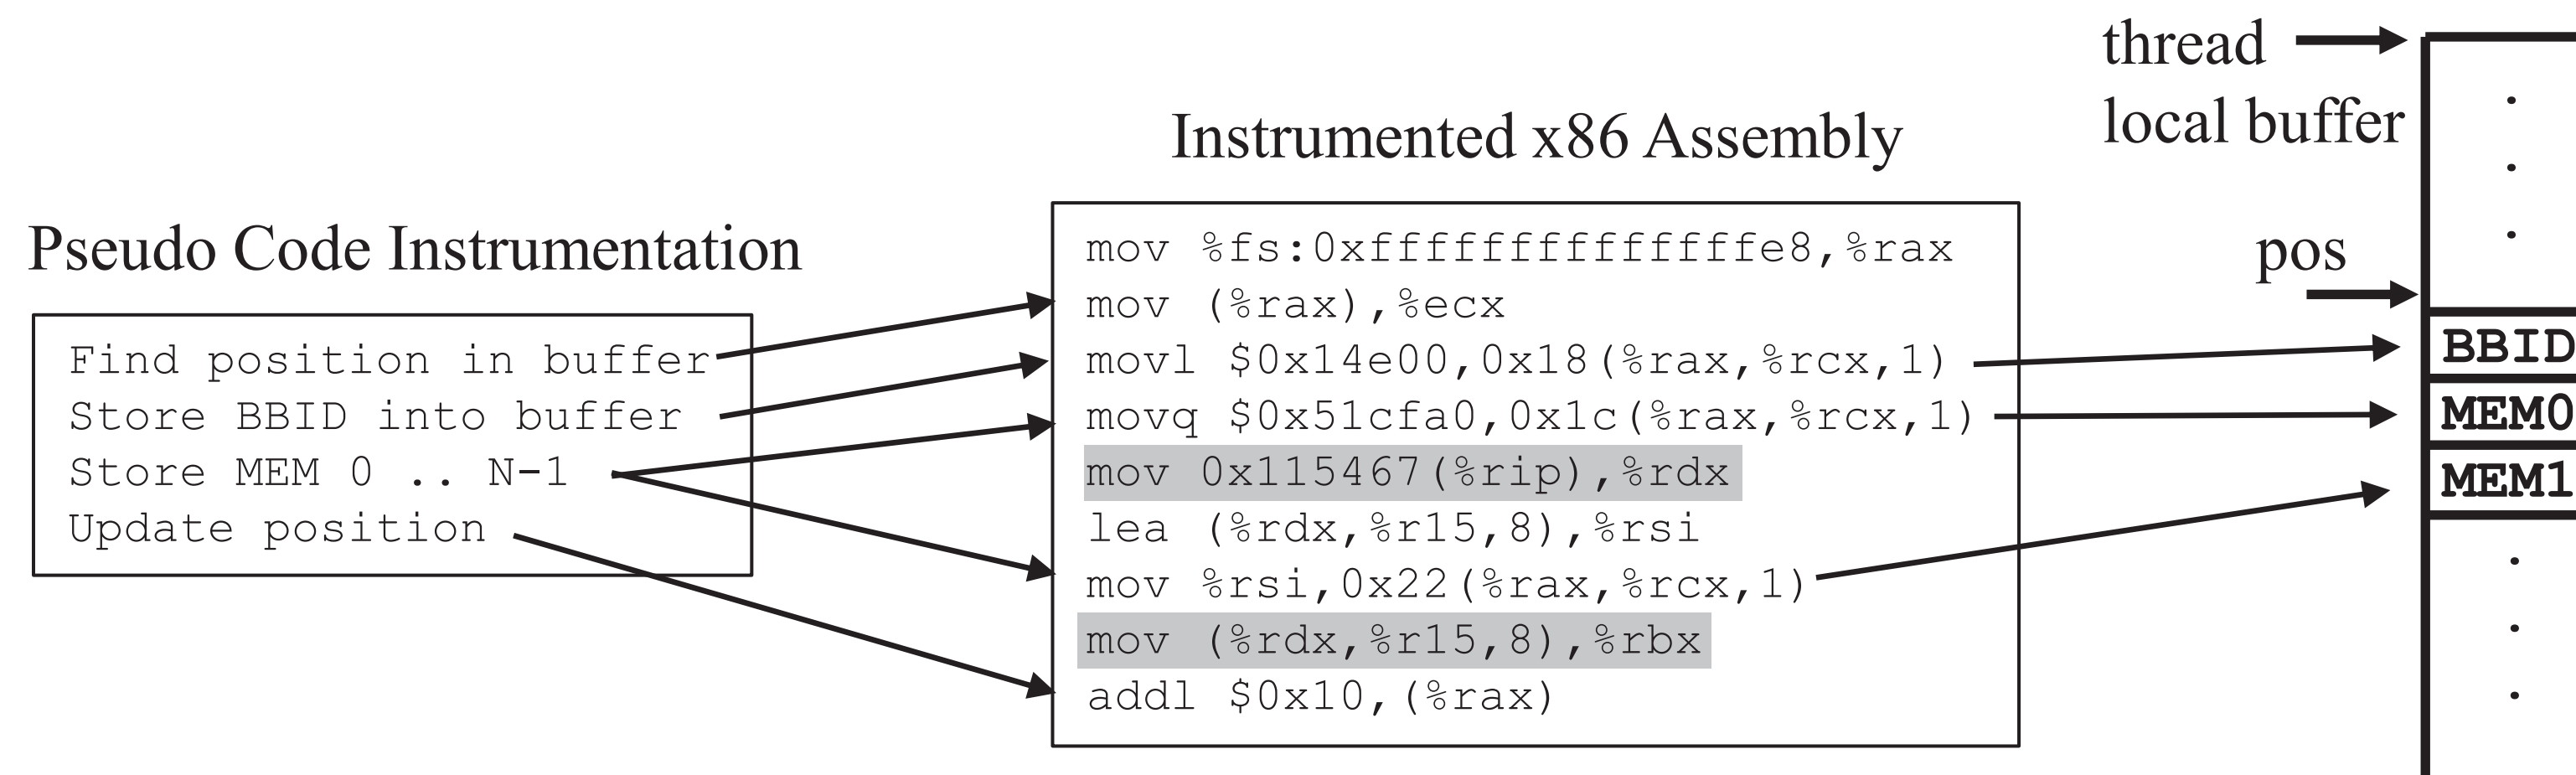 Pseudo Code Instrumentation
Find position in buffer
Store BBID into buffer
Store MEM 0 .. N-1
Update position
Instrumented x86 Assembly
mov %fs:0xffffffffffffffe8,%rax
mov (%rax),%ecx
movl $0x14e00,0x18(%rax,%rcx,1)
movq $0x51cfa0,0x1c(%rax,%rcx,1)
mov 0x115467(%rip),%rdx
lea (%rdx,%r15,8),%rsi
mov %rsi,0x22(%rax,%rcx,1)
mov (%rdx,%r15,8),%rbx
addl $0x10,(%rax)
thread
local buffer
pos
BBID
MEM0
MEM1